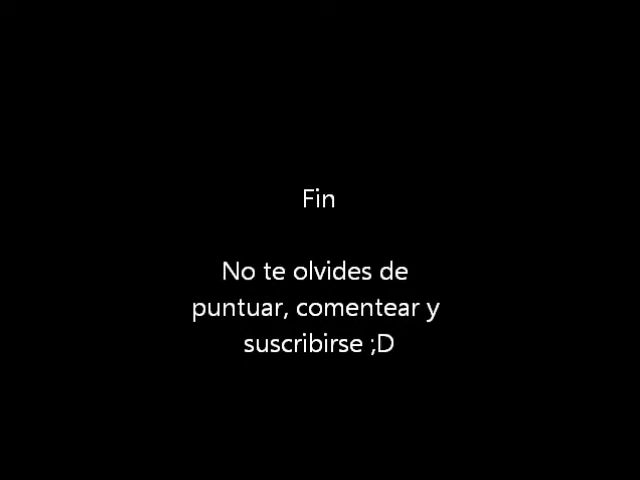 Fin
No te olvides de
puntuar, comentear y
suscribirse ;D